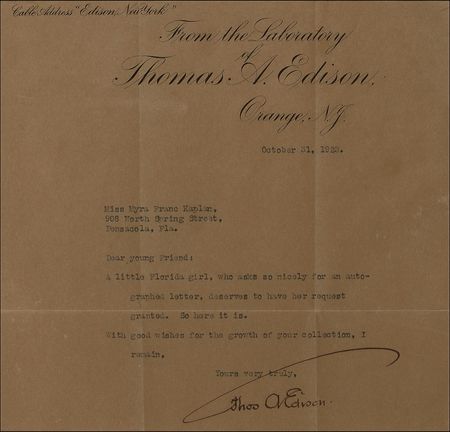 Cable Address "Edison, New York"
From the Laboratory
of
Thomas A. Edison,
Orange, N.J.
October 31, 1923.
Miss Myra Franc Kaplan,
908 North Spring Street,
Pensacola, Fla.
Dear young Friend:
A little Florida girl, who asks so nicely for an auto-
graphed letter, deserves to have her request
granted. So here it is.
With good wishes for the growth of your collection, I
remain,
Yours very truly,
Thos A Edison.